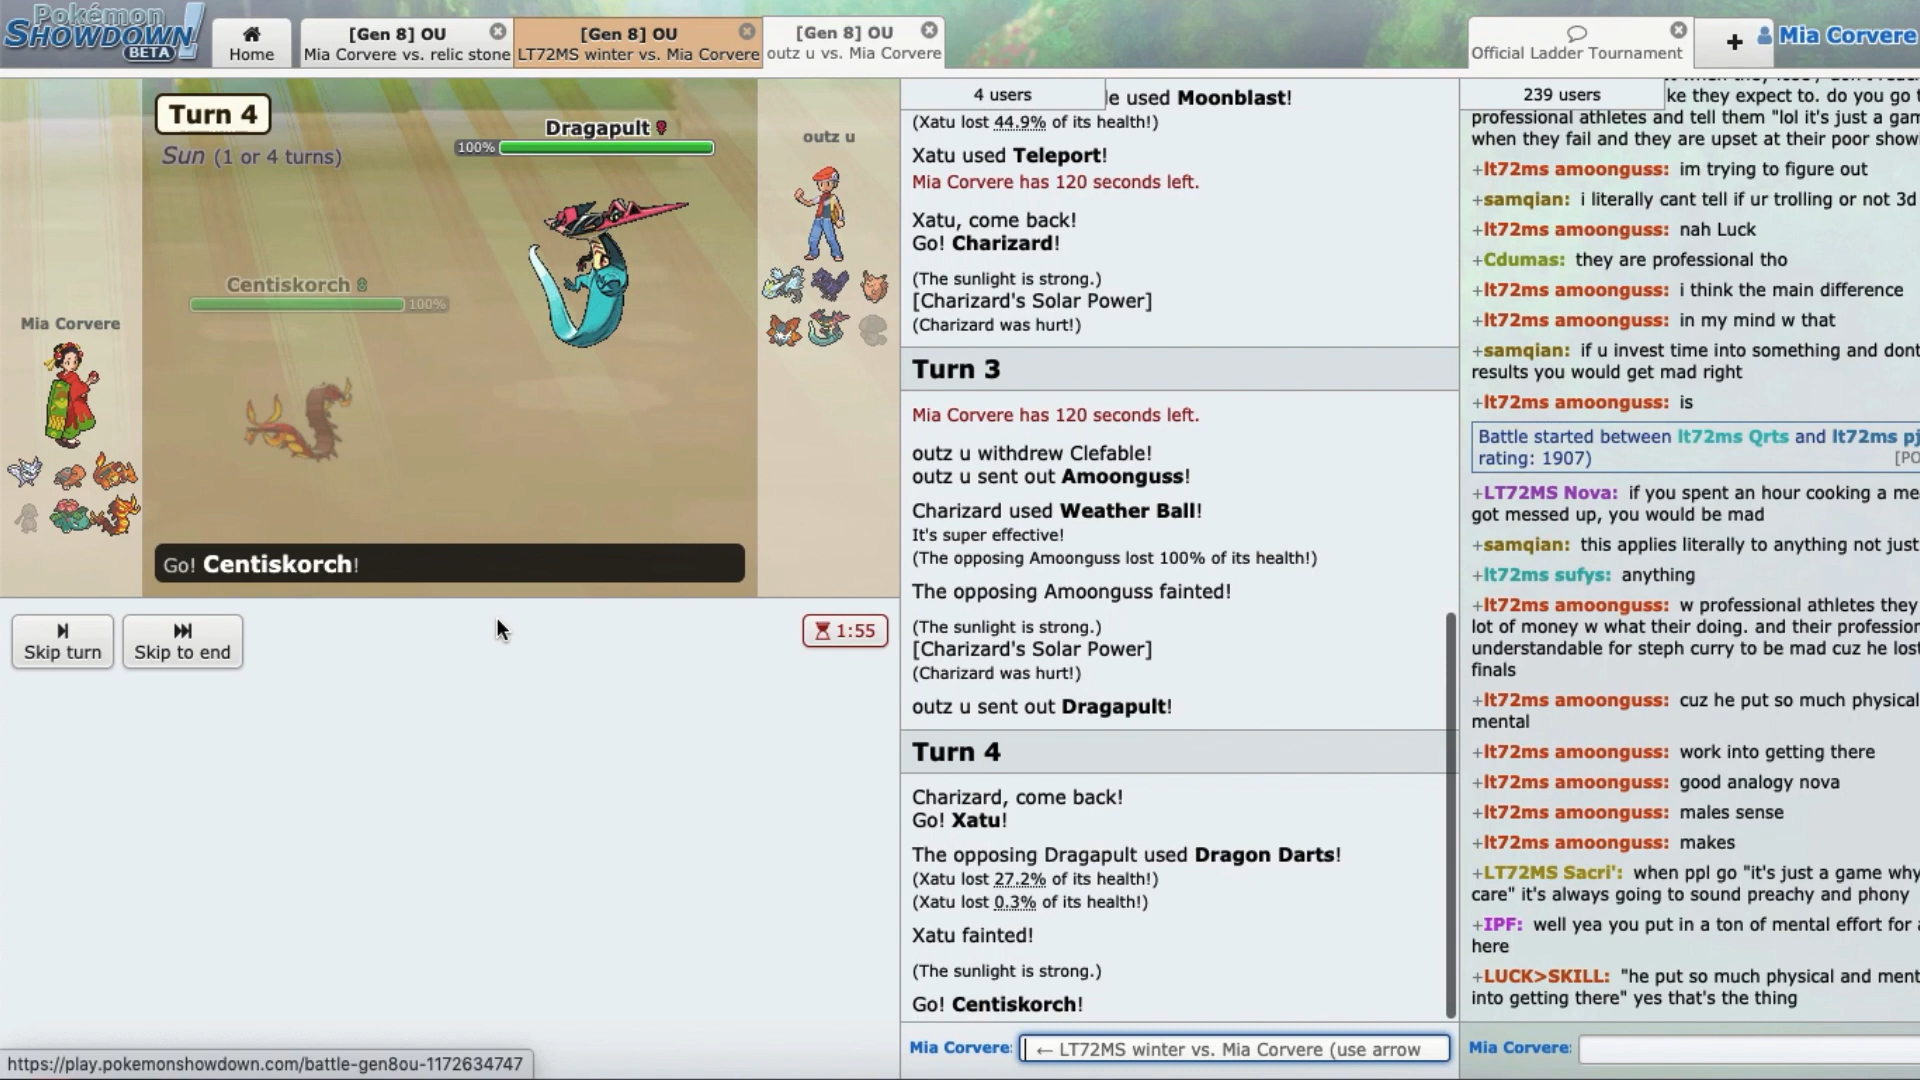 Pokémon
SHOWDOWN!
BETA
Home
[Gen 8] OU
Mia Corvere vs. relic stone
[Gen 8] OU
LT72MS winter vs. Mia Corvere
[Gen 8] OU
outz u vs. Mia Corvere
Official Ladder Tournament
+
Mia Corvere
Turn 4
Sun (1 or 4 turns)
Dragapult
100%
Centiskorch
100%
outz u
Mia Corvere
Go! Centiskorch!
Skip turn
Skip to end
1:55
https://play.pokemonshowdown.com/battle-gen8ou-1172634747
4 users
le used Moonblast!
(Xatu lost 44.9% of its health!)
Xatu used Teleport!
Mia Corvere has 120 seconds left.
Xatu, come back!
Go! Charizard!
(The sunlight is strong.)
[Charizard's Solar Power]
(Charizard was hurt!)
Turn 3
Mia Corvere has 120 seconds left.
outz u withdrew Clefable!
outz u sent out Amoonguss!
Charizard used Weather Ball!
It's super effective!
(The opposing Amoonguss lost 100% of its health!)
The opposing Amoonguss fainted!
(The sunlight is strong.)
[Charizard's Solar Power]
(Charizard was hurt!)
outz u sent out Dragapult!
Turn 4
Charizard, come back!
Go! Xatu!
The opposing Dragapult used Dragon Darts!
(Xatu lost 27.2% of its health!)
(Xatu lost 0.3% of its health!)
Xatu fainted!
(The sunlight is strong.)
Go! Centiskorch!
Mia Corvere: ← LT72MS winter vs. Mia Corvere (use arrow
239 users
ke they expect to. do you go t
professional athletes and tell them "lol it's just a gam
when they fail and they are upset at their poor show
+lt72ms amoonguss: im trying to figure out
+samqian: i literally cant tell if ur trolling or not 3d
+lt72ms amoonguss: nah Luck
+Cdumas: they are professional tho
+lt72ms amoonguss: i think the main difference
+lt72ms amoonguss: in my mind w that
+samqian: if u invest time into something and dont
results you would get mad right
+lt72ms amoonguss: is
Battle started between lt72ms Qrts and lt72ms pj
rating: 1907) [PO
+LT72MS Nova: if you spent an hour cooking a me
got messed up, you would be mad
+samqian: this applies literally to anything not just
+lt72ms sufys: anything
+lt72ms amoonguss: w professional athletes they
lot of money w what their doing. and their profession
understandable for steph curry to be mad cuz he lost
finals
+lt72ms amoonguss: cuz he put so much physical
mental
+lt72ms amoonguss: work into getting there
+lt72ms amoonguss: good analogy nova
+lt72ms amoonguss: males sense
+lt72ms amoonguss: makes
+LT72MS Sacri': when ppl go "it's just a game why
care" it's always going to sound preachy and phony
+IPF: well yea you put in a ton of mental effort for a
here
+LUCK>SKILL: "he put so much physical and ment
into getting there" yes that's the thing
Mia Corvere: